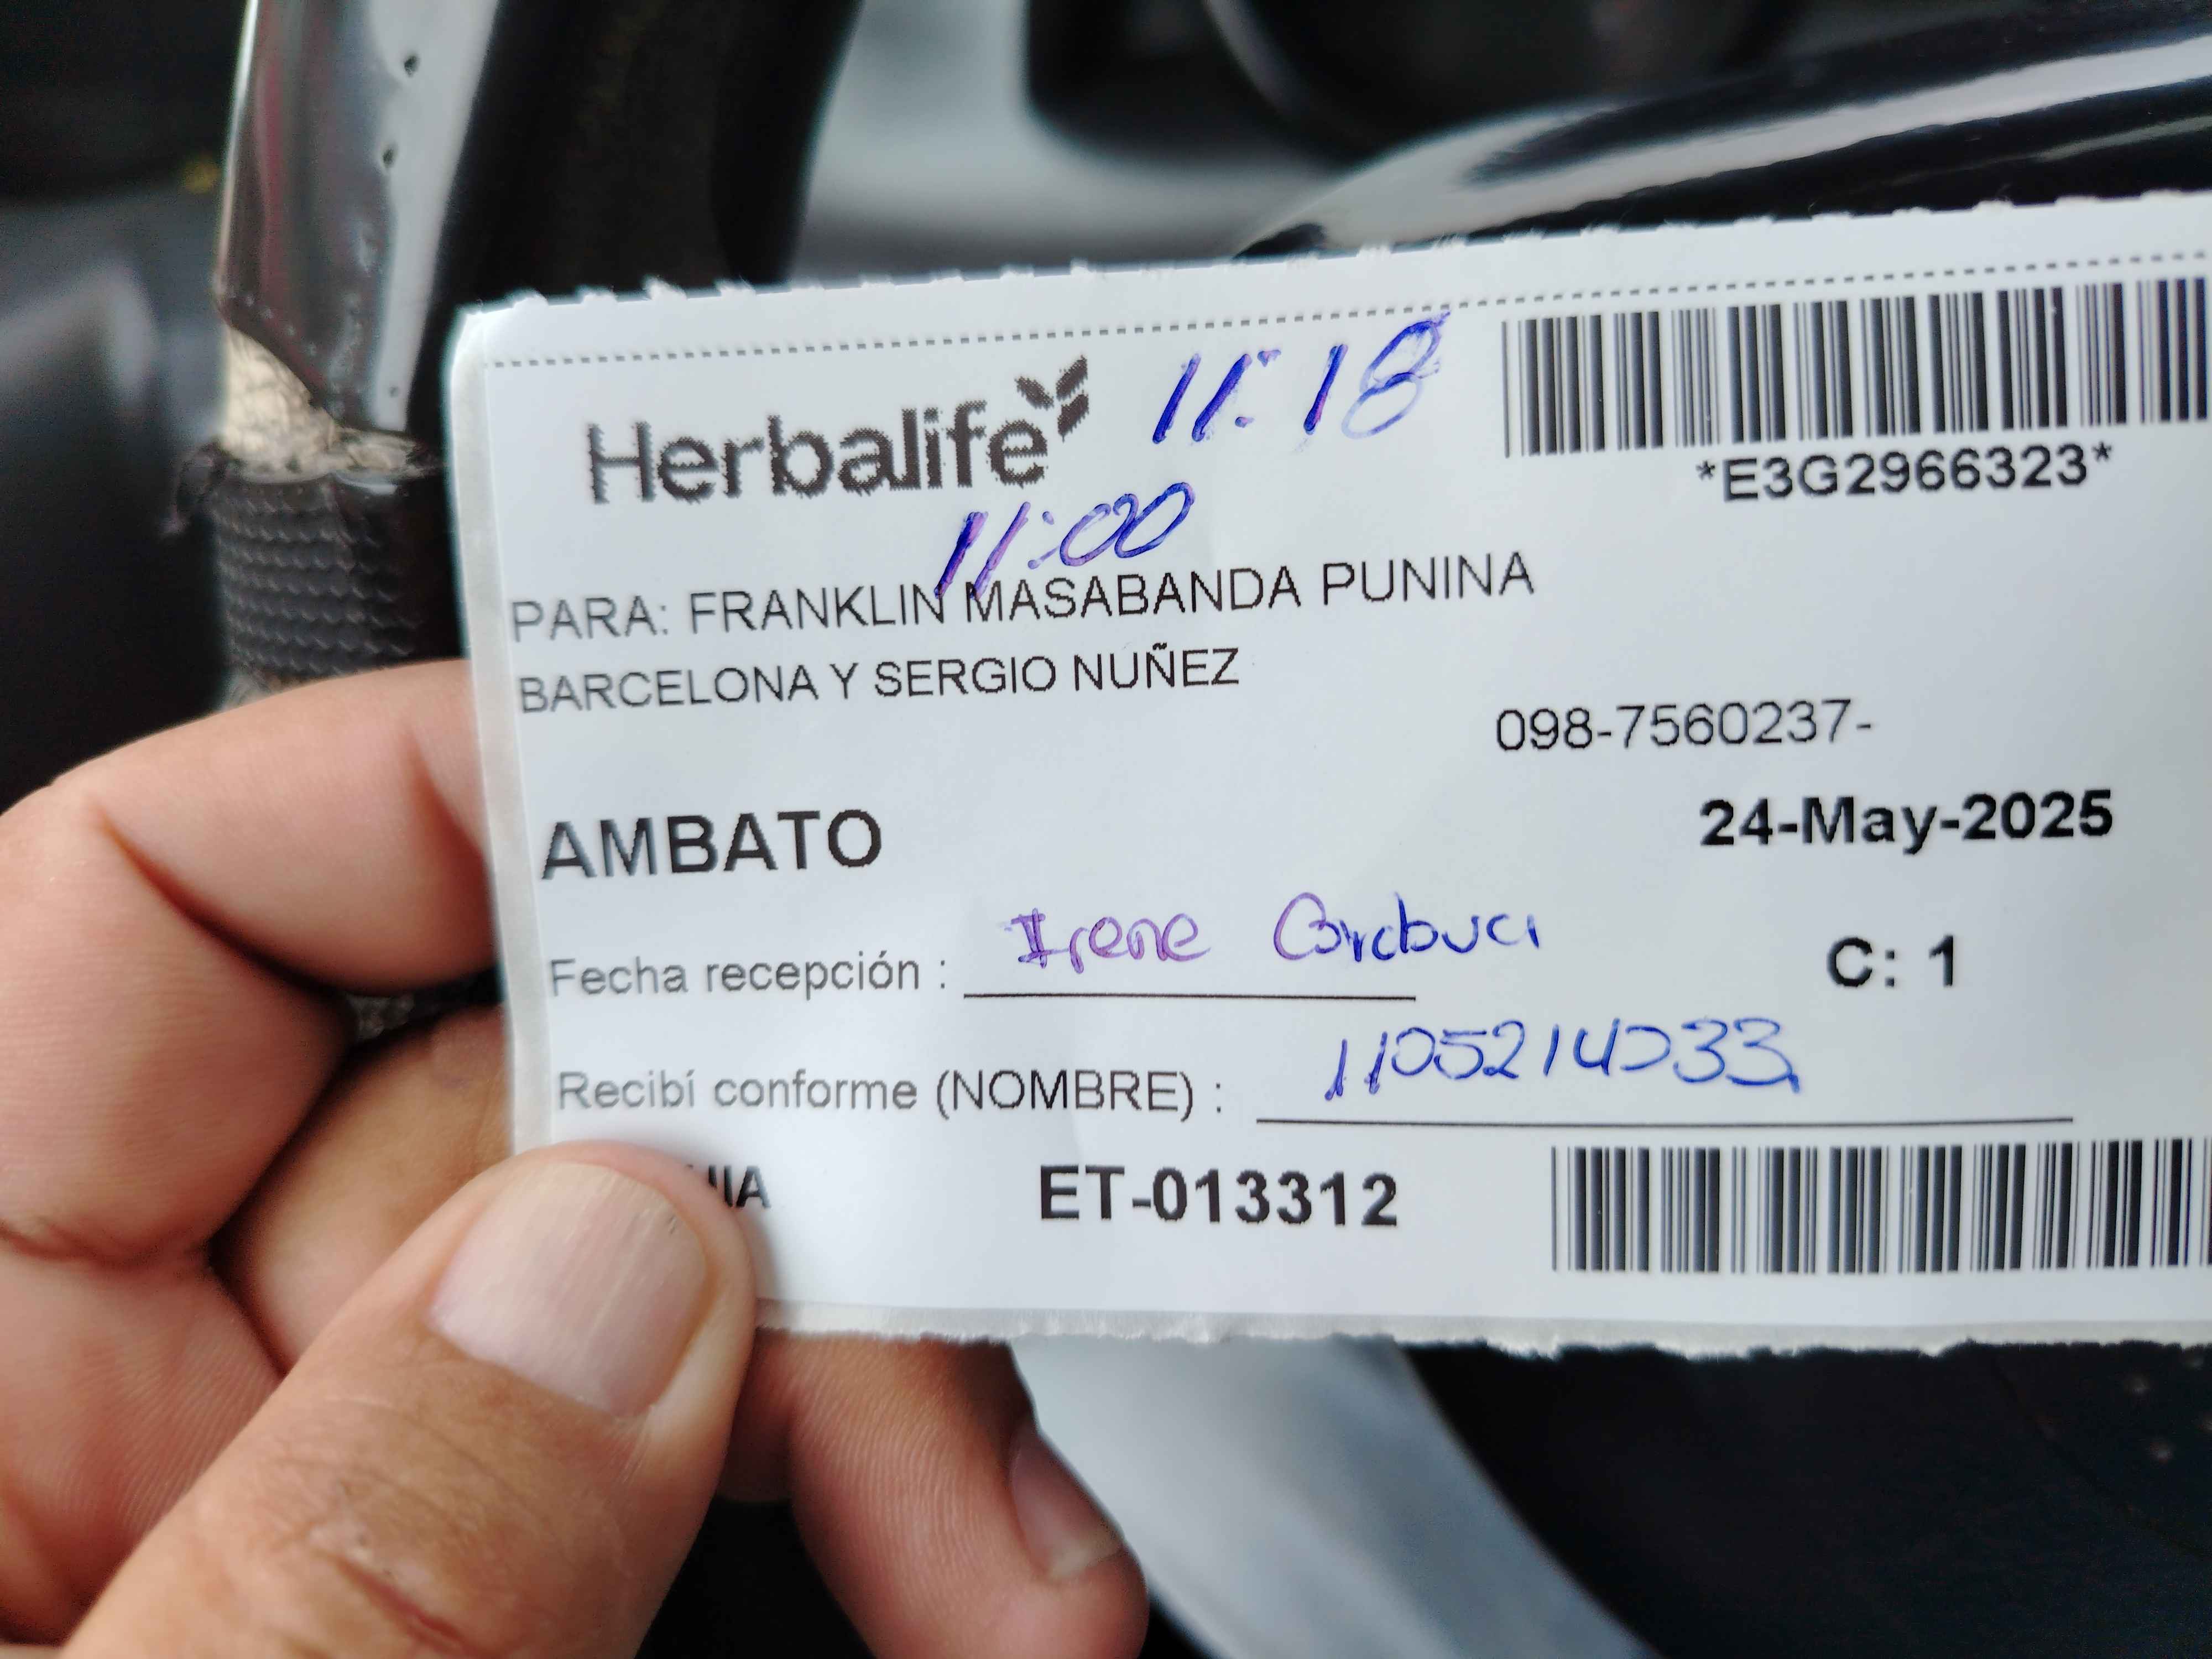 Herbalife 11:18
*E3G2966323*
11:00
PARA: FRANKLIN MASABANDA PUNINA
BARCELONA Y SERGIO NUÑEZ
098-7560237-
AMBATO
24-May-2025
Fecha recepción : Irene
C: 1
Recibí conforme (NOMBRE) :
ET-013312